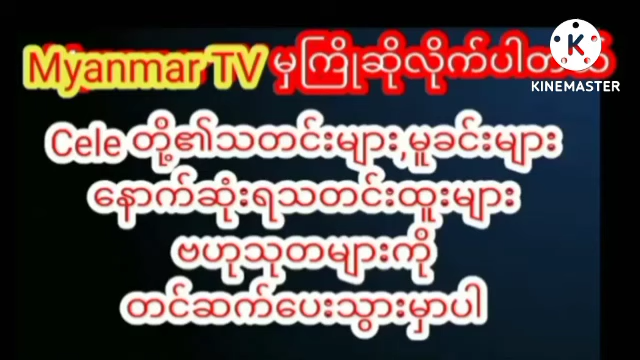 Myanmar TV မှကြိုဆိုလိုက်ပါတယ်
KINEMASTER
Cele တို့၏သတင်းများ,မူခင်းများ
နောက်ဆုံးရသတင်းထူးများ
ဗဟုသုတများကို
တင်ဆက်ပေးသွားမှာပါ